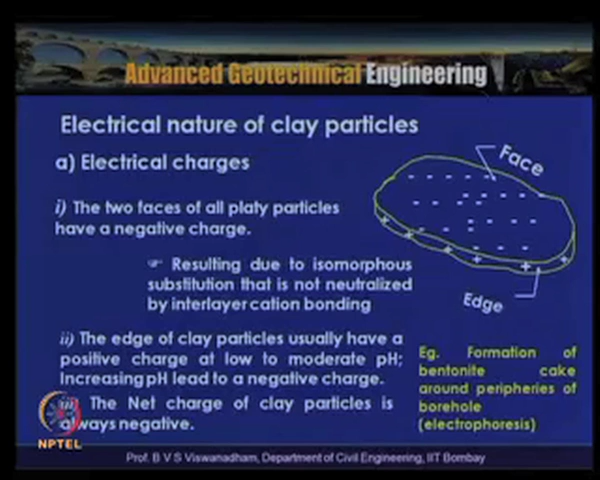 Advanced Geotechnical Engineering
Electrical nature of clay particles
a) Electrical charges
Face
i) The two faces of all platy particles
have a negative charge.
☞ Resulting due to isomorphous
substitution that is not neutralized
by interlayer cation bonding
Edge
ii) The edge of clay particles usually have a
positive charge at low to moderate pH;
Increasing pH lead to a negative charge.
iii) The Net charge of clay particles is
always negative.
Eg. Formation of
bentonite cake
around peripheries of
borehole
(electrophoresis)
NPTEL
Prof. B V S Viswanadham, Department of Civil Engineering, IIT Bombay